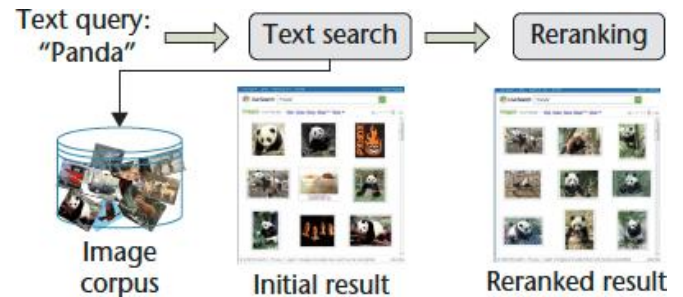 Text query:
“Panda”
Text search
Reranking
Image
corpus
Initial result
Reranked result